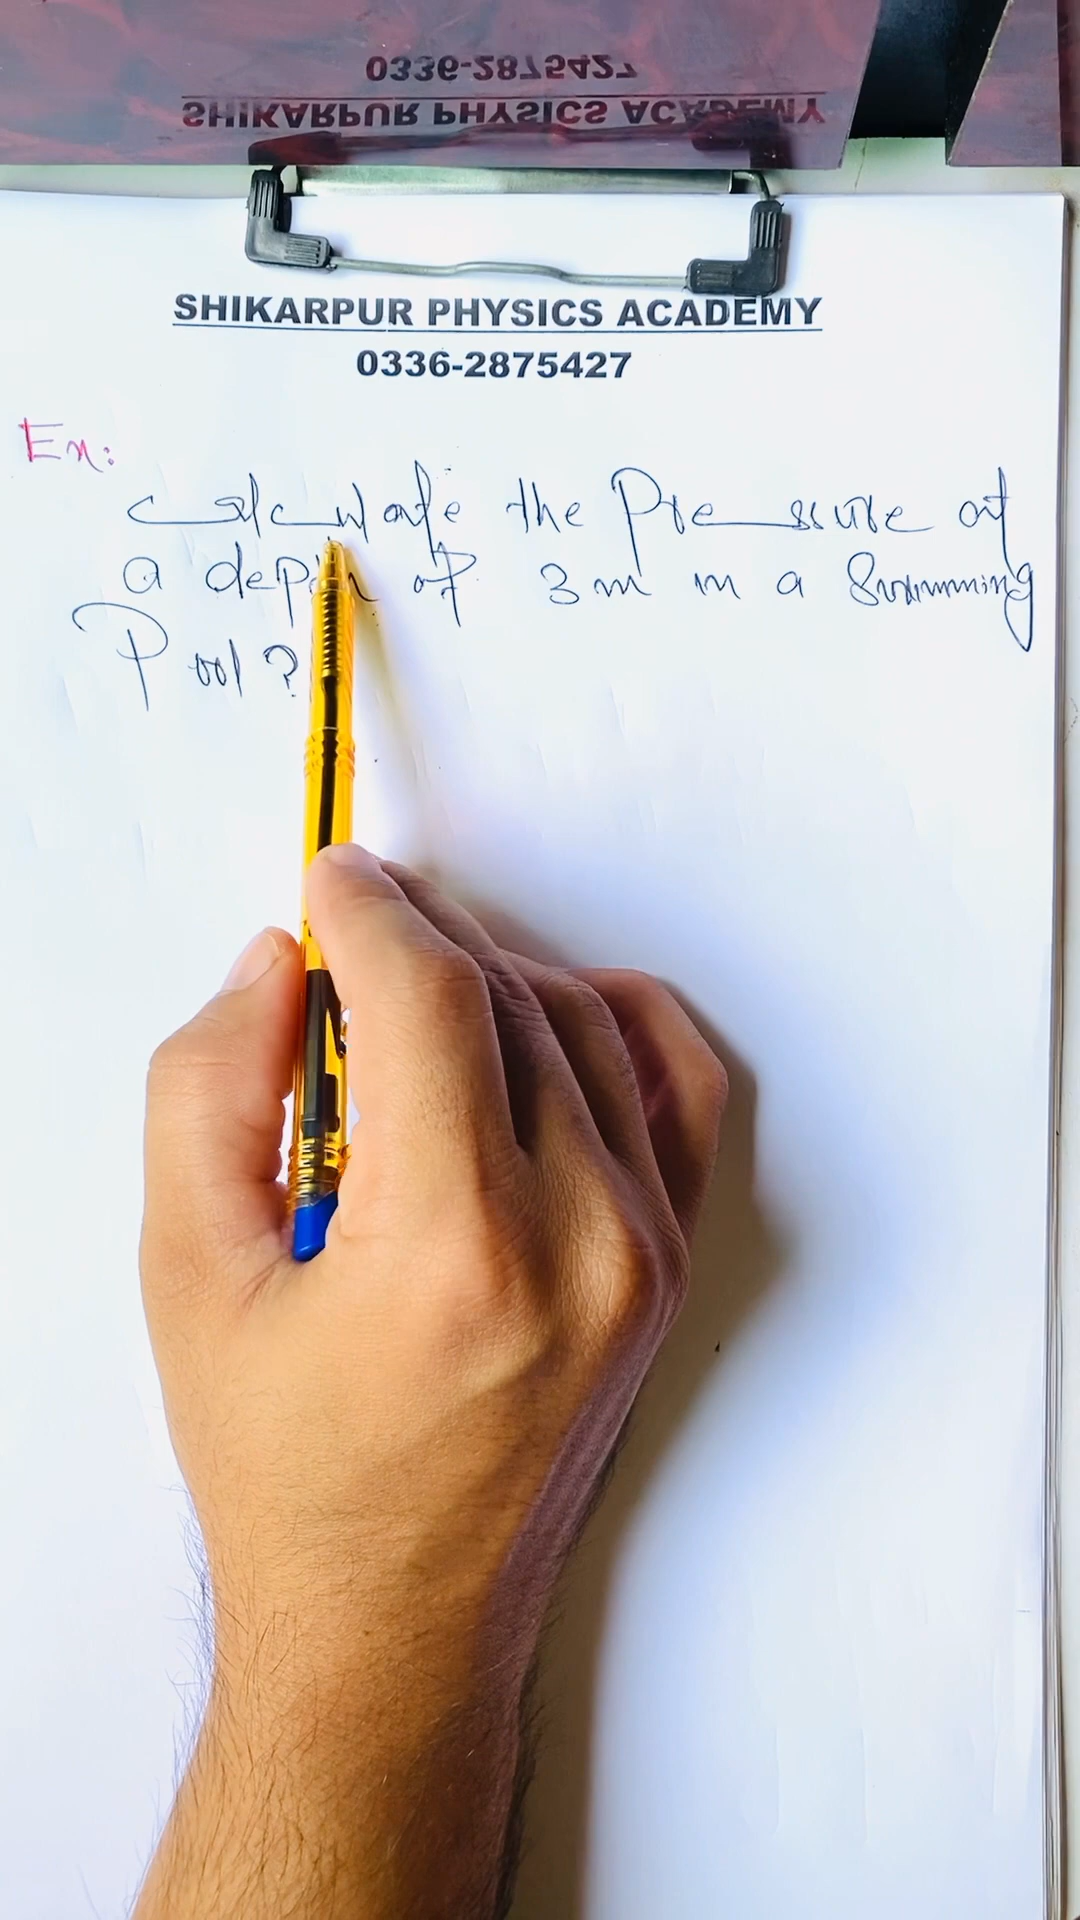 0336-2875427
SHIKARPUR PHYSICS ACADEMY
SHIKARPUR PHYSICS ACADEMY
0336-2875427
Ex:
Calculate the Pressure at
a depth of 3m in a Swimming
Pool?